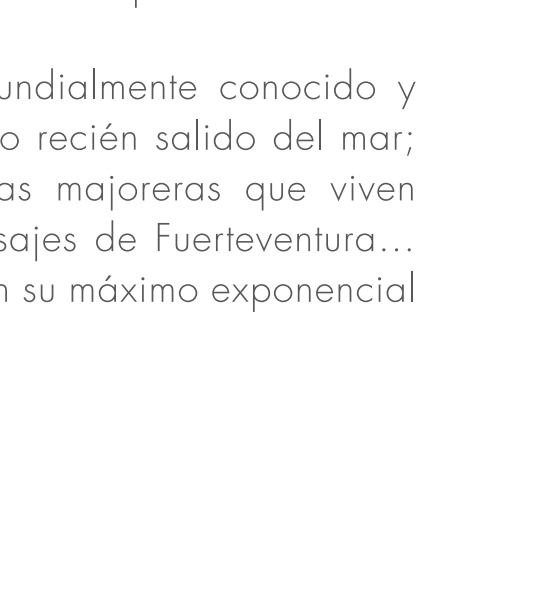 undialmente conocido y
o recién salido del mar;
as majoreras que viven
sajes de Fuerteventura...
n su máximo exponencial